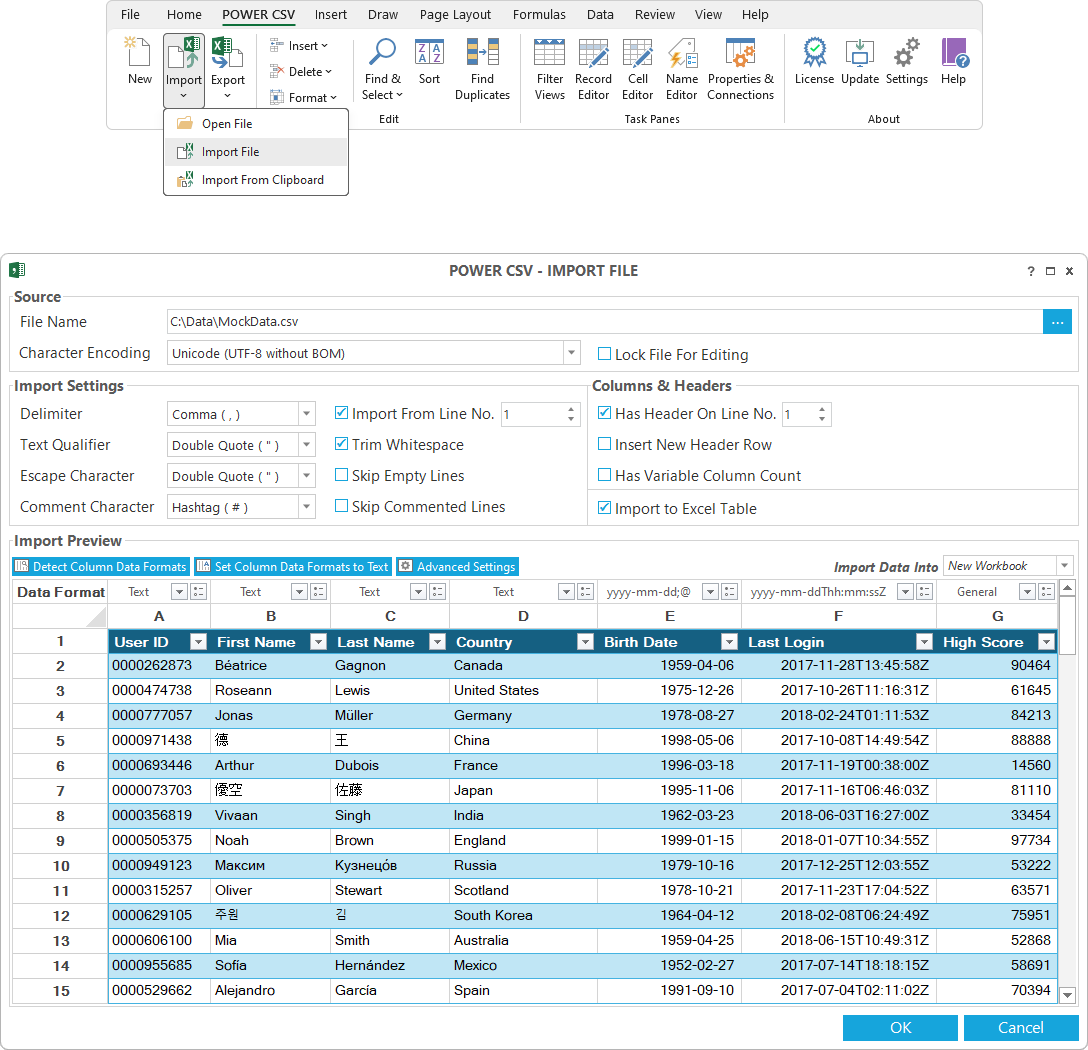 File Home POWER CSV Insert Draw Page Layout Formulas Data Review View Help
New Import Export Insert Delete Format Find & Select Sort Find Duplicates Filter Views Record Editor Cell Editor Name Editor Properties & Connections License Update Settings Help
Edit Task Panes About
Open File
Import File
Import From Clipboard
POWER CSV - IMPORT FILE ? x
Source
File Name C:\Data\MockData.csv ...
Character Encoding Unicode (UTF-8 without BOM) Lock File For Editing
Import Settings Columns & Headers
Delimiter Comma ( , ) Import From Line No. 1 Has Header On Line No. 1
Text Qualifier Double Quote ( " ) Trim Whitespace Insert New Header Row
Escape Character Double Quote ( " ) Skip Empty Lines Has Variable Column Count
Comment Character Hashtag ( # ) Skip Commented Lines Import to Excel Table
Import Preview
Detect Column Data Formats Set Column Data Formats to Text Advanced Settings Import Data Into New Workbook
Data Format Text Text Text Text yyyy-mm-dd;@ yyyy-mm-ddThh:mm:ssZ General
A B C D E F G
1 User ID First Name Last Name Country Birth Date Last Login High Score
2 0000262873 Béatrice Gagnon Canada 1959-04-06 2017-11-28T13:45:58Z 90464
3 0000474738 Roseann Lewis United States 1975-12-26 2017-10-26T11:16:31Z 61645
4 0000777057 Jonas Müller Germany 1978-08-27 2018-02-24T01:11:53Z 84213
5 0000971438 德 王 China 1998-05-06 2017-10-08T14:49:54Z 88888
6 0000693446 Arthur Dubois France 1996-03-18 2017-11-19T00:38:00Z 14560
7 0000073703 優空 佐藤 Japan 1995-11-06 2017-11-16T06:46:03Z 81110
8 0000356819 Vivaan Singh India 1962-03-23 2018-06-03T16:27:00Z 33454
9 0000505375 Noah Brown England 1999-01-15 2018-01-07T10:34:55Z 97734
10 0000949123 Максим Кузнецо́в Russia 1979-10-16 2017-12-25T12:03:55Z 53222
11 0000315257 Oliver Stewart Scotland 1978-10-21 2017-11-23T17:04:52Z 63571
12 0000629105 주원 김 South Korea 1964-04-12 2018-02-08T06:24:49Z 75951
13 0000606100 Mia Smith Australia 1959-04-25 2018-06-15T10:49:31Z 52868
14 0000955685 Sofía Hernández Mexico 1952-02-27 2017-07-14T18:18:15Z 58691
15 0000529662 Alejandro García Spain 1991-09-10 2017-07-04T02:11:02Z 70394
OK Cancel